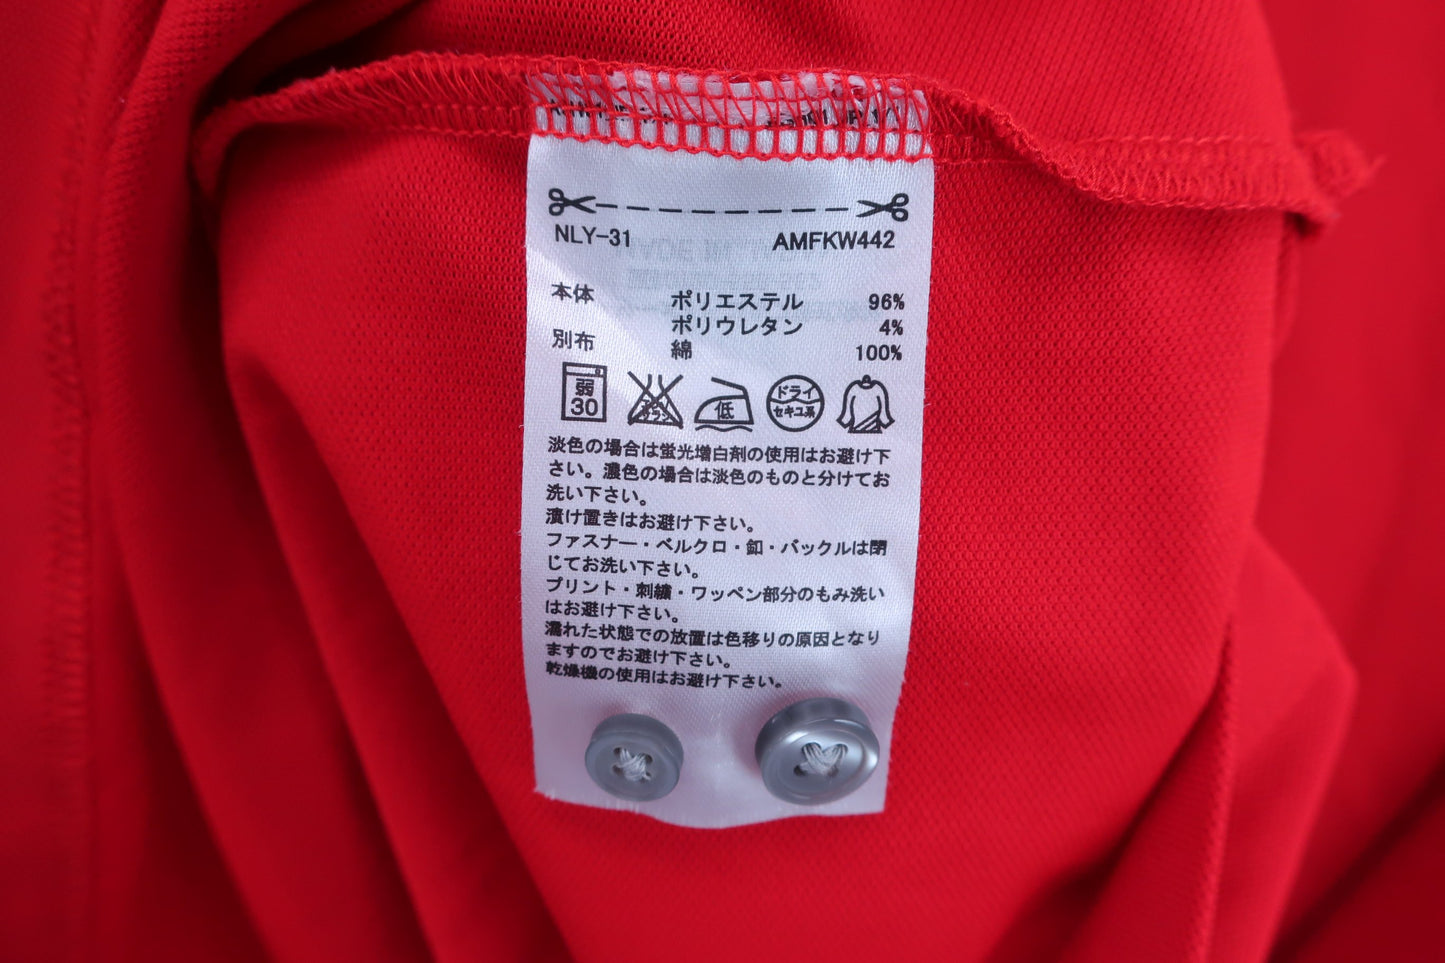 NLY-31 AMFKW442
本体 ポリエステル 96%
ポリウレタン 4%
別布 綿 100%
弱 30
低
ドライ セキユ系
淡色の場合は蛍光増白剤の使用はお避け下
さい。濃色の場合は淡色のものと分けてお
洗い下さい。
漬け置きはお避け下さい。
ファスナー・ベルクロ・釦・バックルは閉
じてお洗い下さい。
プリント・刺繍・ワッペン部分のもみ洗い
はお避け下さい。
濡れた状態での放置は色移りの原因となり
ますのでお避け下さい。
乾燥機の使用はお避け下さい。